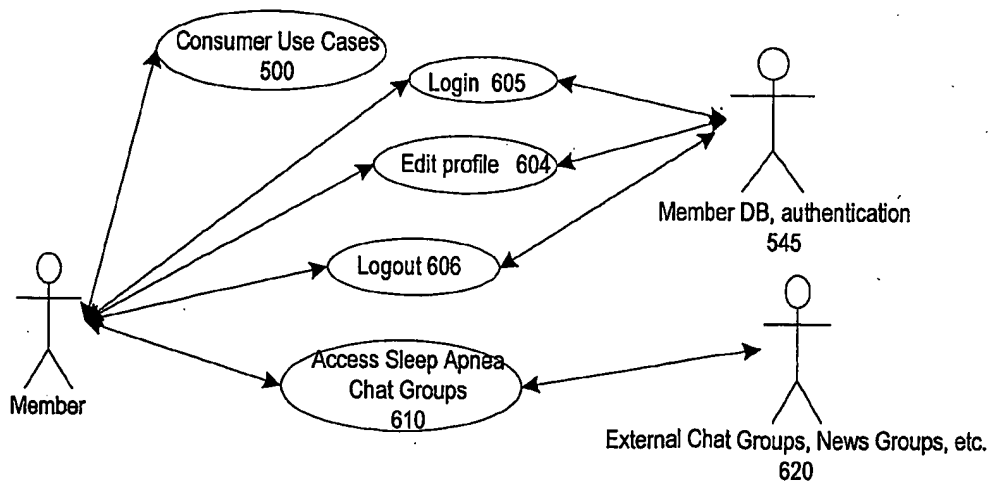 Consumer Use Cases
500
Login 605
Edit profile 604
Member DB, authentication
545
Logout 606
Member
Access Sleep Apnea
Chat Groups
610
External Chat Groups, News Groups, etc.
620